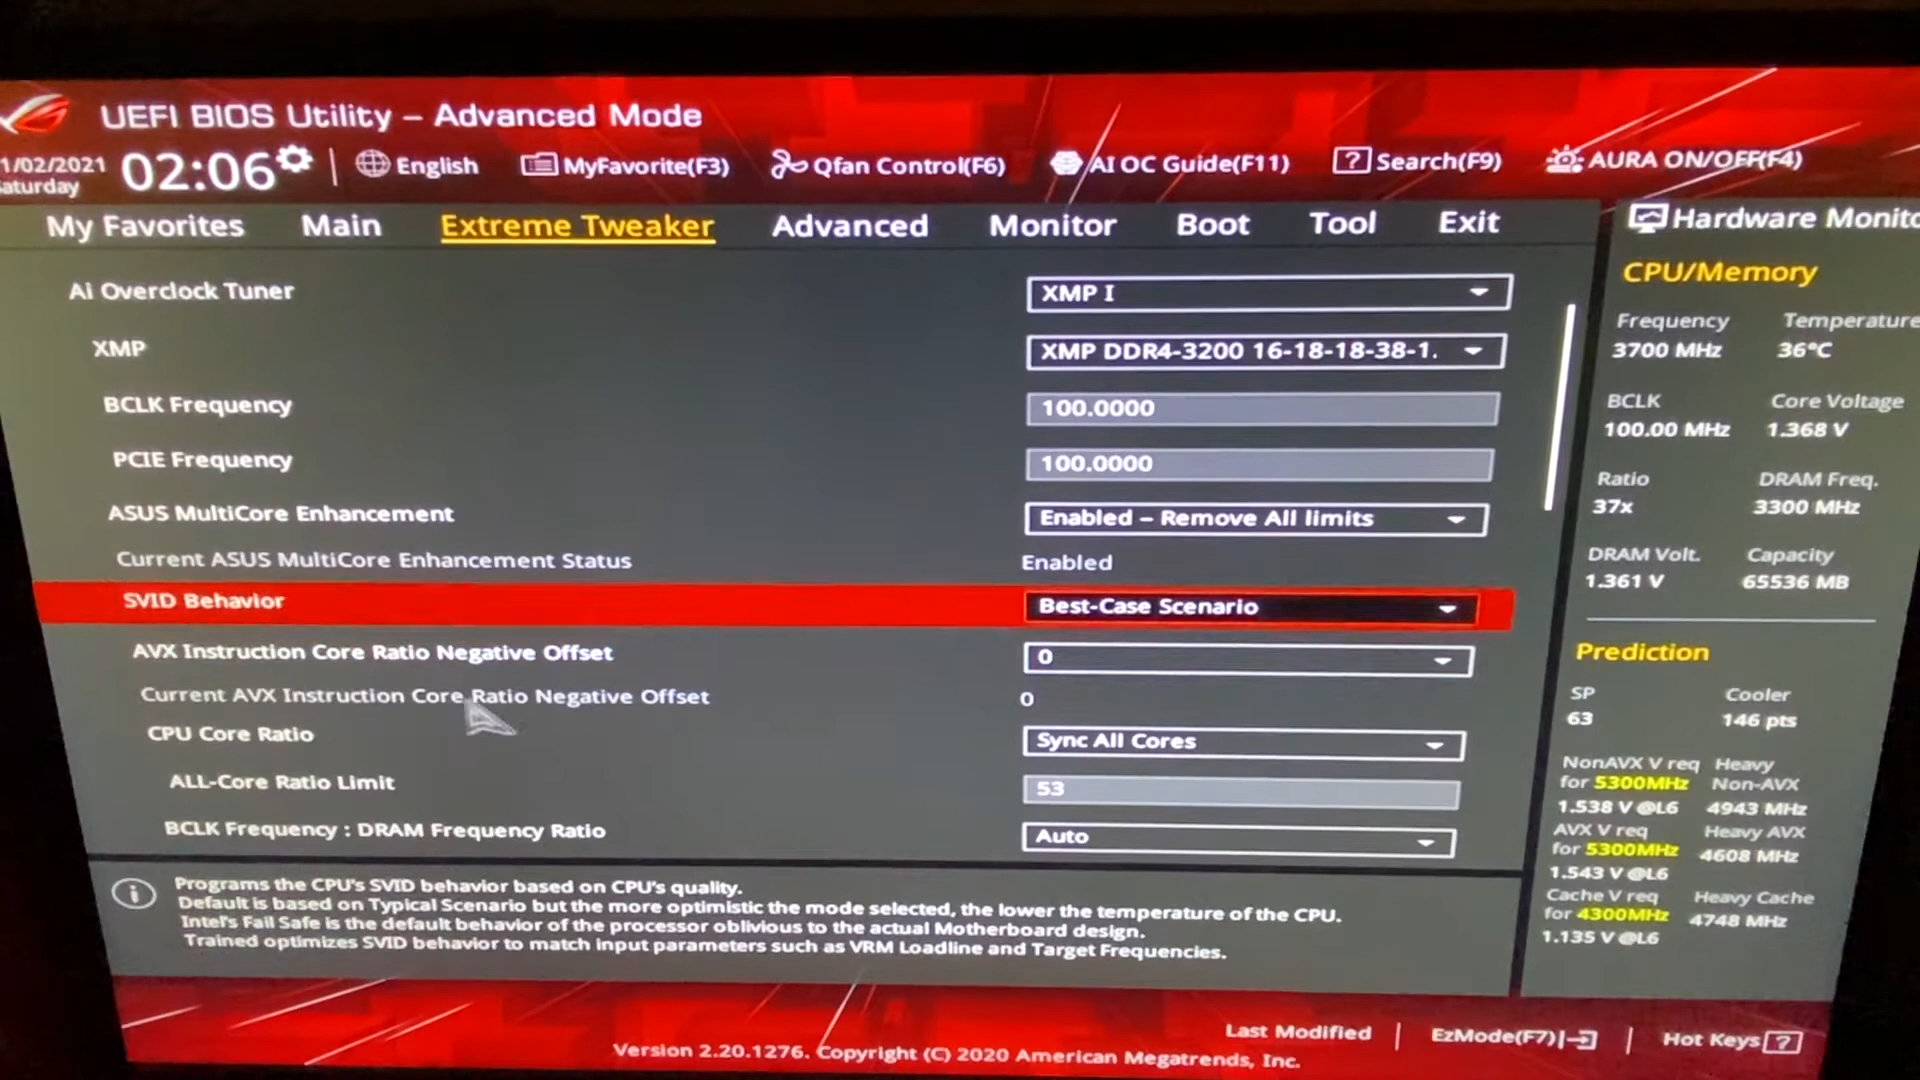 UEFI BIOS Utility – Advanced Mode
1/02/2021
aturday
02:06
English
MyFavorite(F3)
Qfan Control(F6)
AI OC Guide(F11)
Search(F9)
AURA ON/OFF(F4)
My Favorites Main Extreme Tweaker Advanced Monitor Boot Tool Exit
Ai Overclock Tuner XMP I
XMP XMP DDR4-3200 16-18-18-38-1.
BCLK Frequency 100.0000
PCIE Frequency 100.0000
ASUS MultiCore Enhancement Enabled – Remove All limits
Current ASUS MultiCore Enhancement Status Enabled
SVID Behavior Best-Case Scenario
AVX Instruction Core Ratio Negative Offset 0
Current AVX Instruction Core Ratio Negative Offset 0
CPU Core Ratio Sync All Cores
ALL-Core Ratio Limit 53
BCLK Frequency : DRAM Frequency Ratio Auto
Programs the CPU's SVID behavior based on CPU's quality.
Default is based on Typical Scenario but the more optimistic the mode selected, the lower the temperature of the CPU.
Intel's Fail Safe is the default behavior of the processor oblivious to the actual Motherboard design.
Trained optimizes SVID behavior to match input parameters such as VRM Loadline and Target Frequencies.
Hardware Monito
CPU/Memory
Frequency Temperature
3700 MHz 36°C
BCLK Core Voltage
100.00 MHz 1.368 V
Ratio DRAM Freq.
37x 3300 MHz
DRAM Volt. Capacity
1.361 V 65536 MB
Prediction
SP Cooler
63 146 pts
NonAVX V req Heavy
for 5300MHz Non-AVX
1.538 V @L6 4943 MHz
AVX V req Heavy AVX
for 5300MHz 4608 MHz
1.543 V @L6
Cache V req Heavy Cache
for 4300MHz 4748 MHz
1.135 V @L6
Last Modified
EzMode(F7)
Hot Keys ?
Version 2.20.1276. Copyright (C) 2020 American Megatrends, Inc.